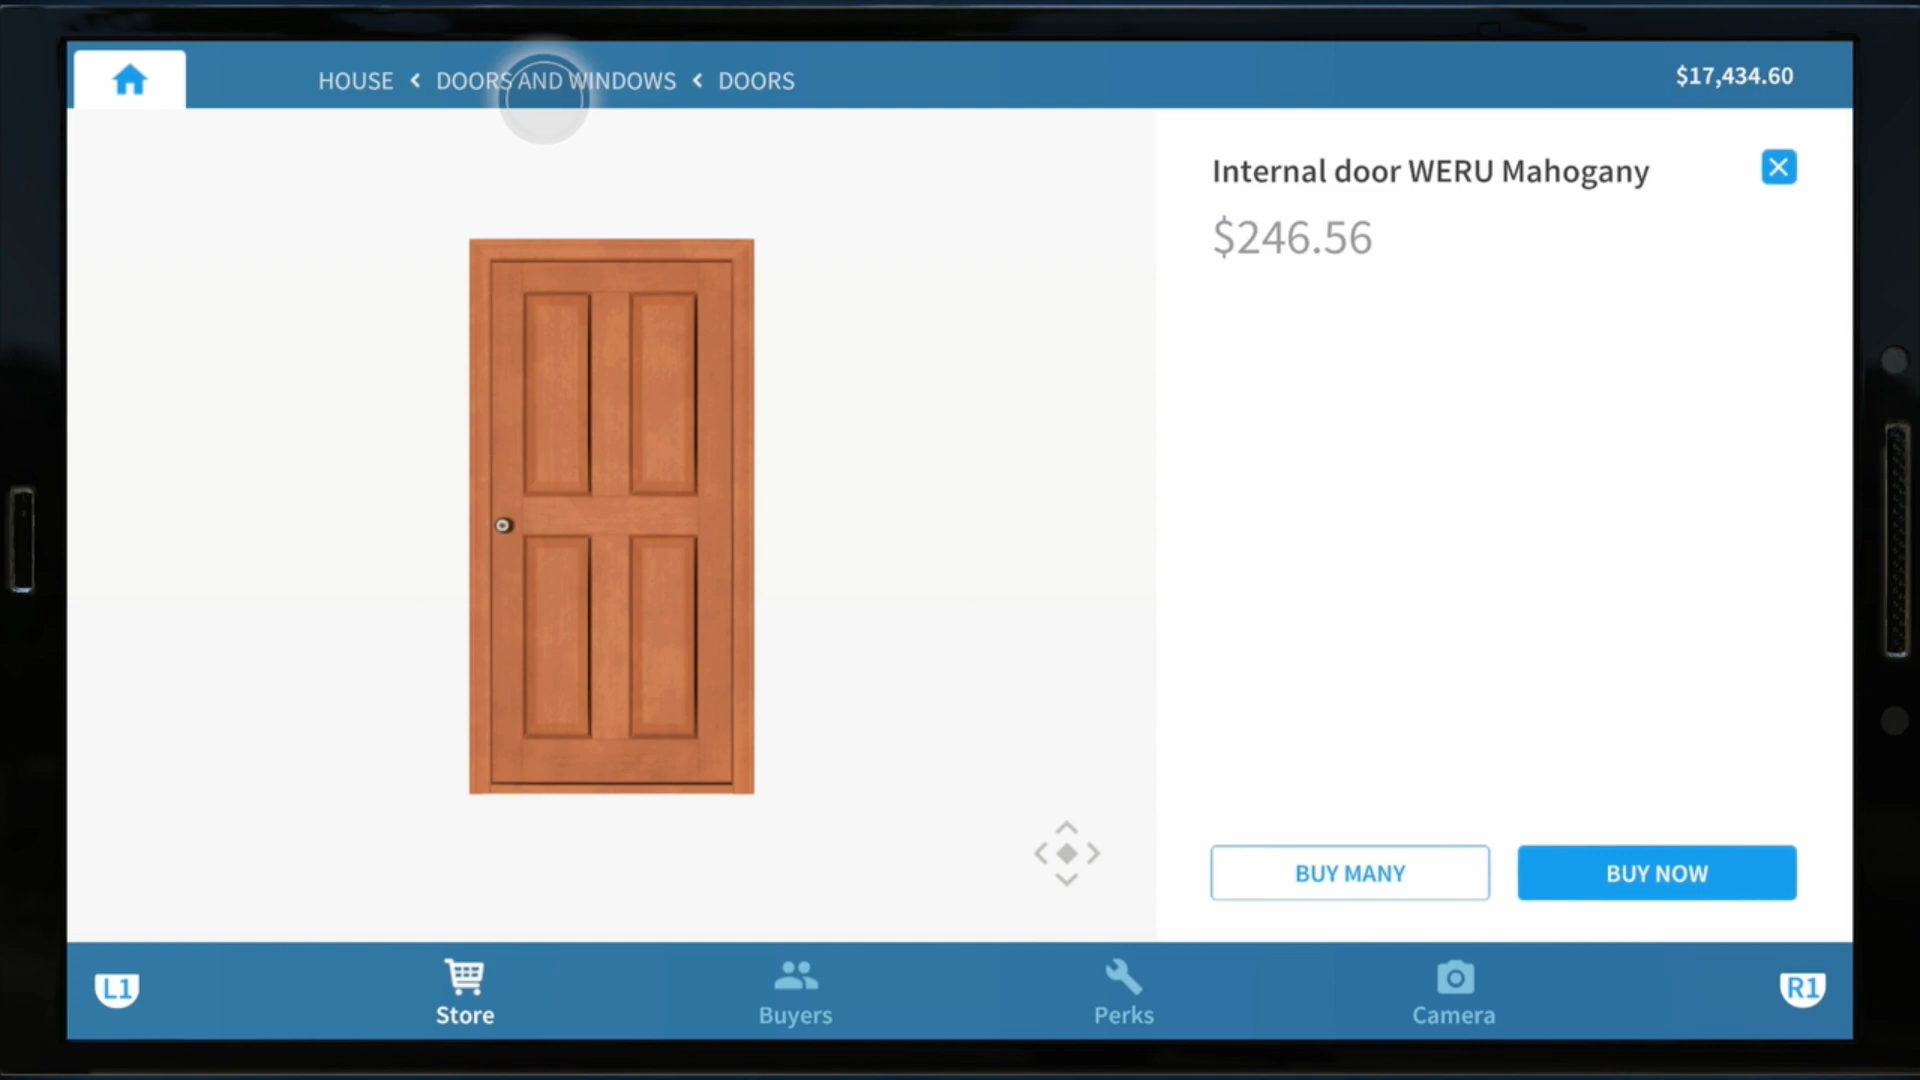 HOUSE < DOORS AND WINDOWS < DOORS
$17,434.60
Internal door WERU Mahogany
$246.56
BUY MANY
BUY NOW
L1
Store
Buyers
Perks
Camera
R1